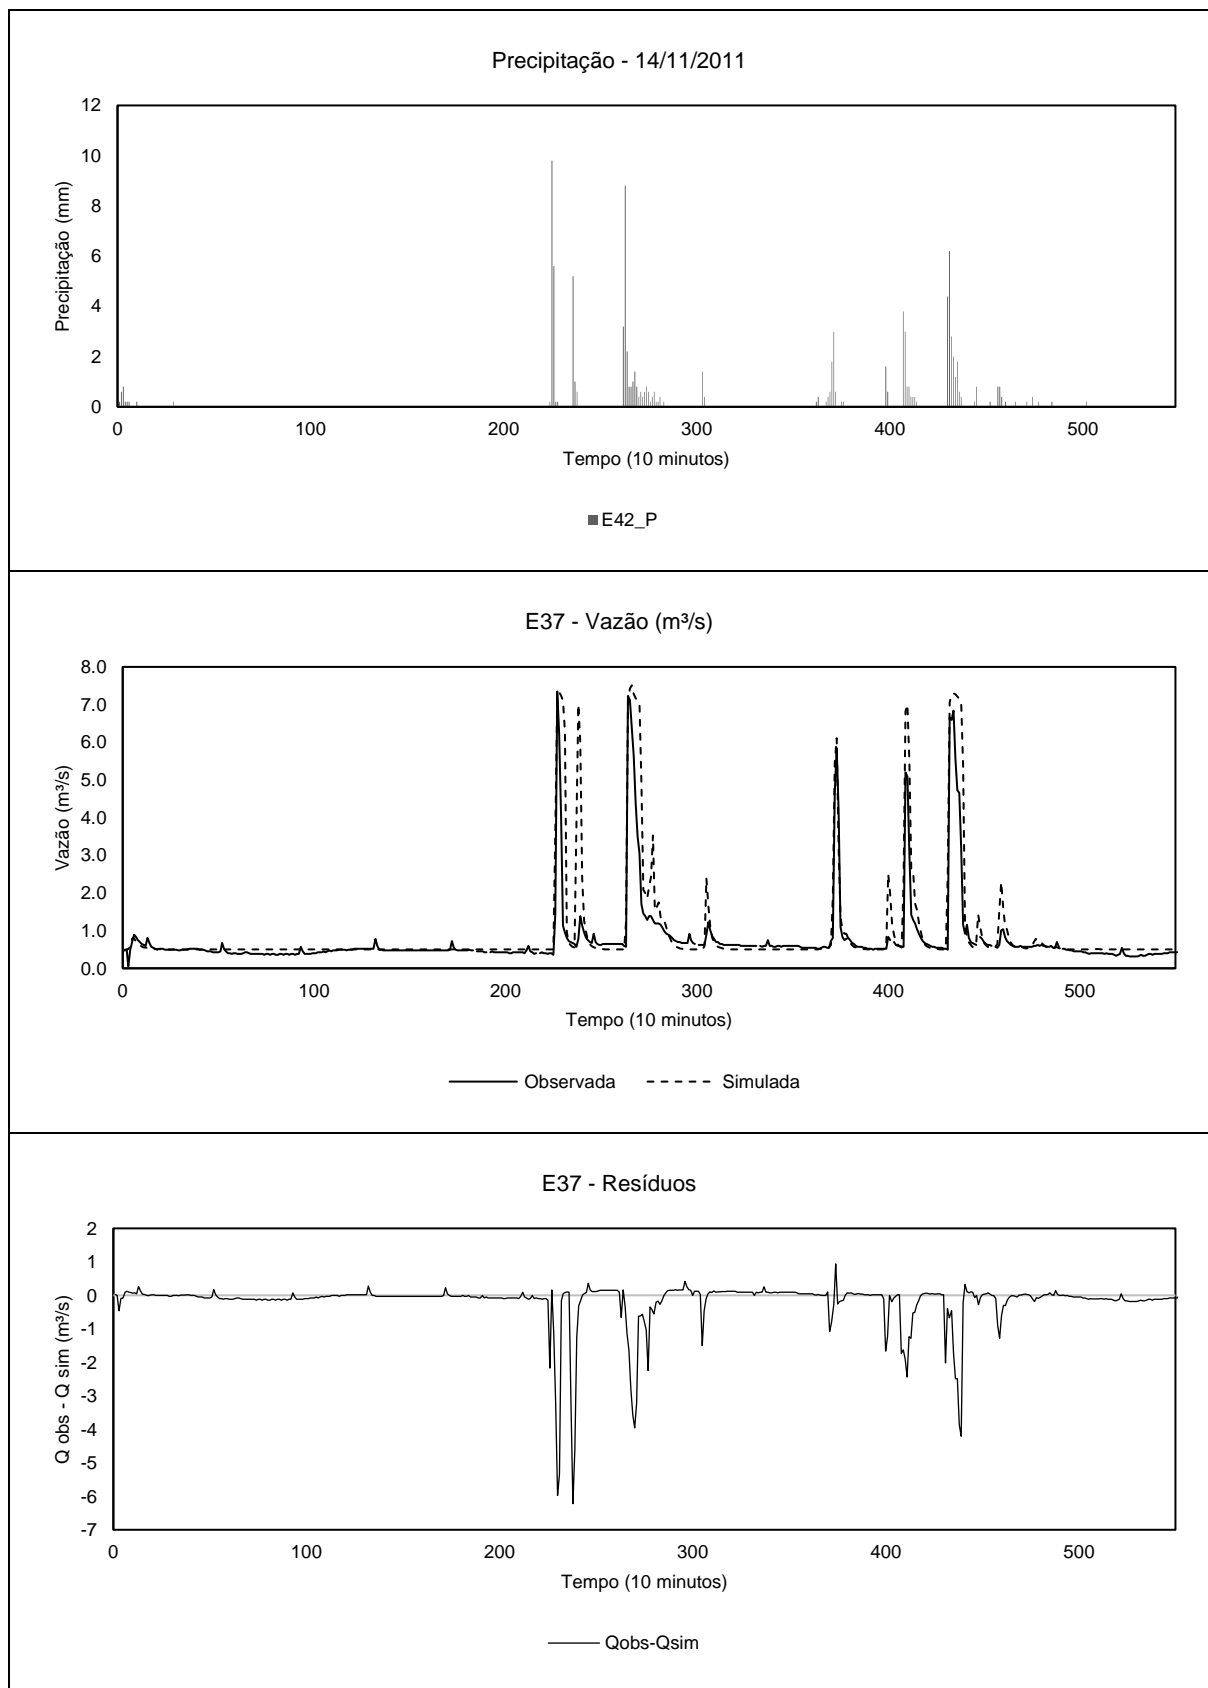 Precipitação - 14/11/2011
12
10
8
6
4
2
0
Precipitação (mm)
0 100 200 300 400 500
Tempo (10 minutos)
E42_P
E37 - Vazão (m³/s)
8.0
7.0
6.0
5.0
4.0
3.0
2.0
1.0
0.0
Vazão (m³/s)
0 100 200 300 400 500
Tempo (10 minutos)
Observada Simulada
E37 - Resíduos
2
1
0
-1
-2
-3
-4
-5
-6
-7
Q obs - Q sim (m³/s)
0 100 200 300 400 500
Tempo (10 minutos)
Qobs-Qsim